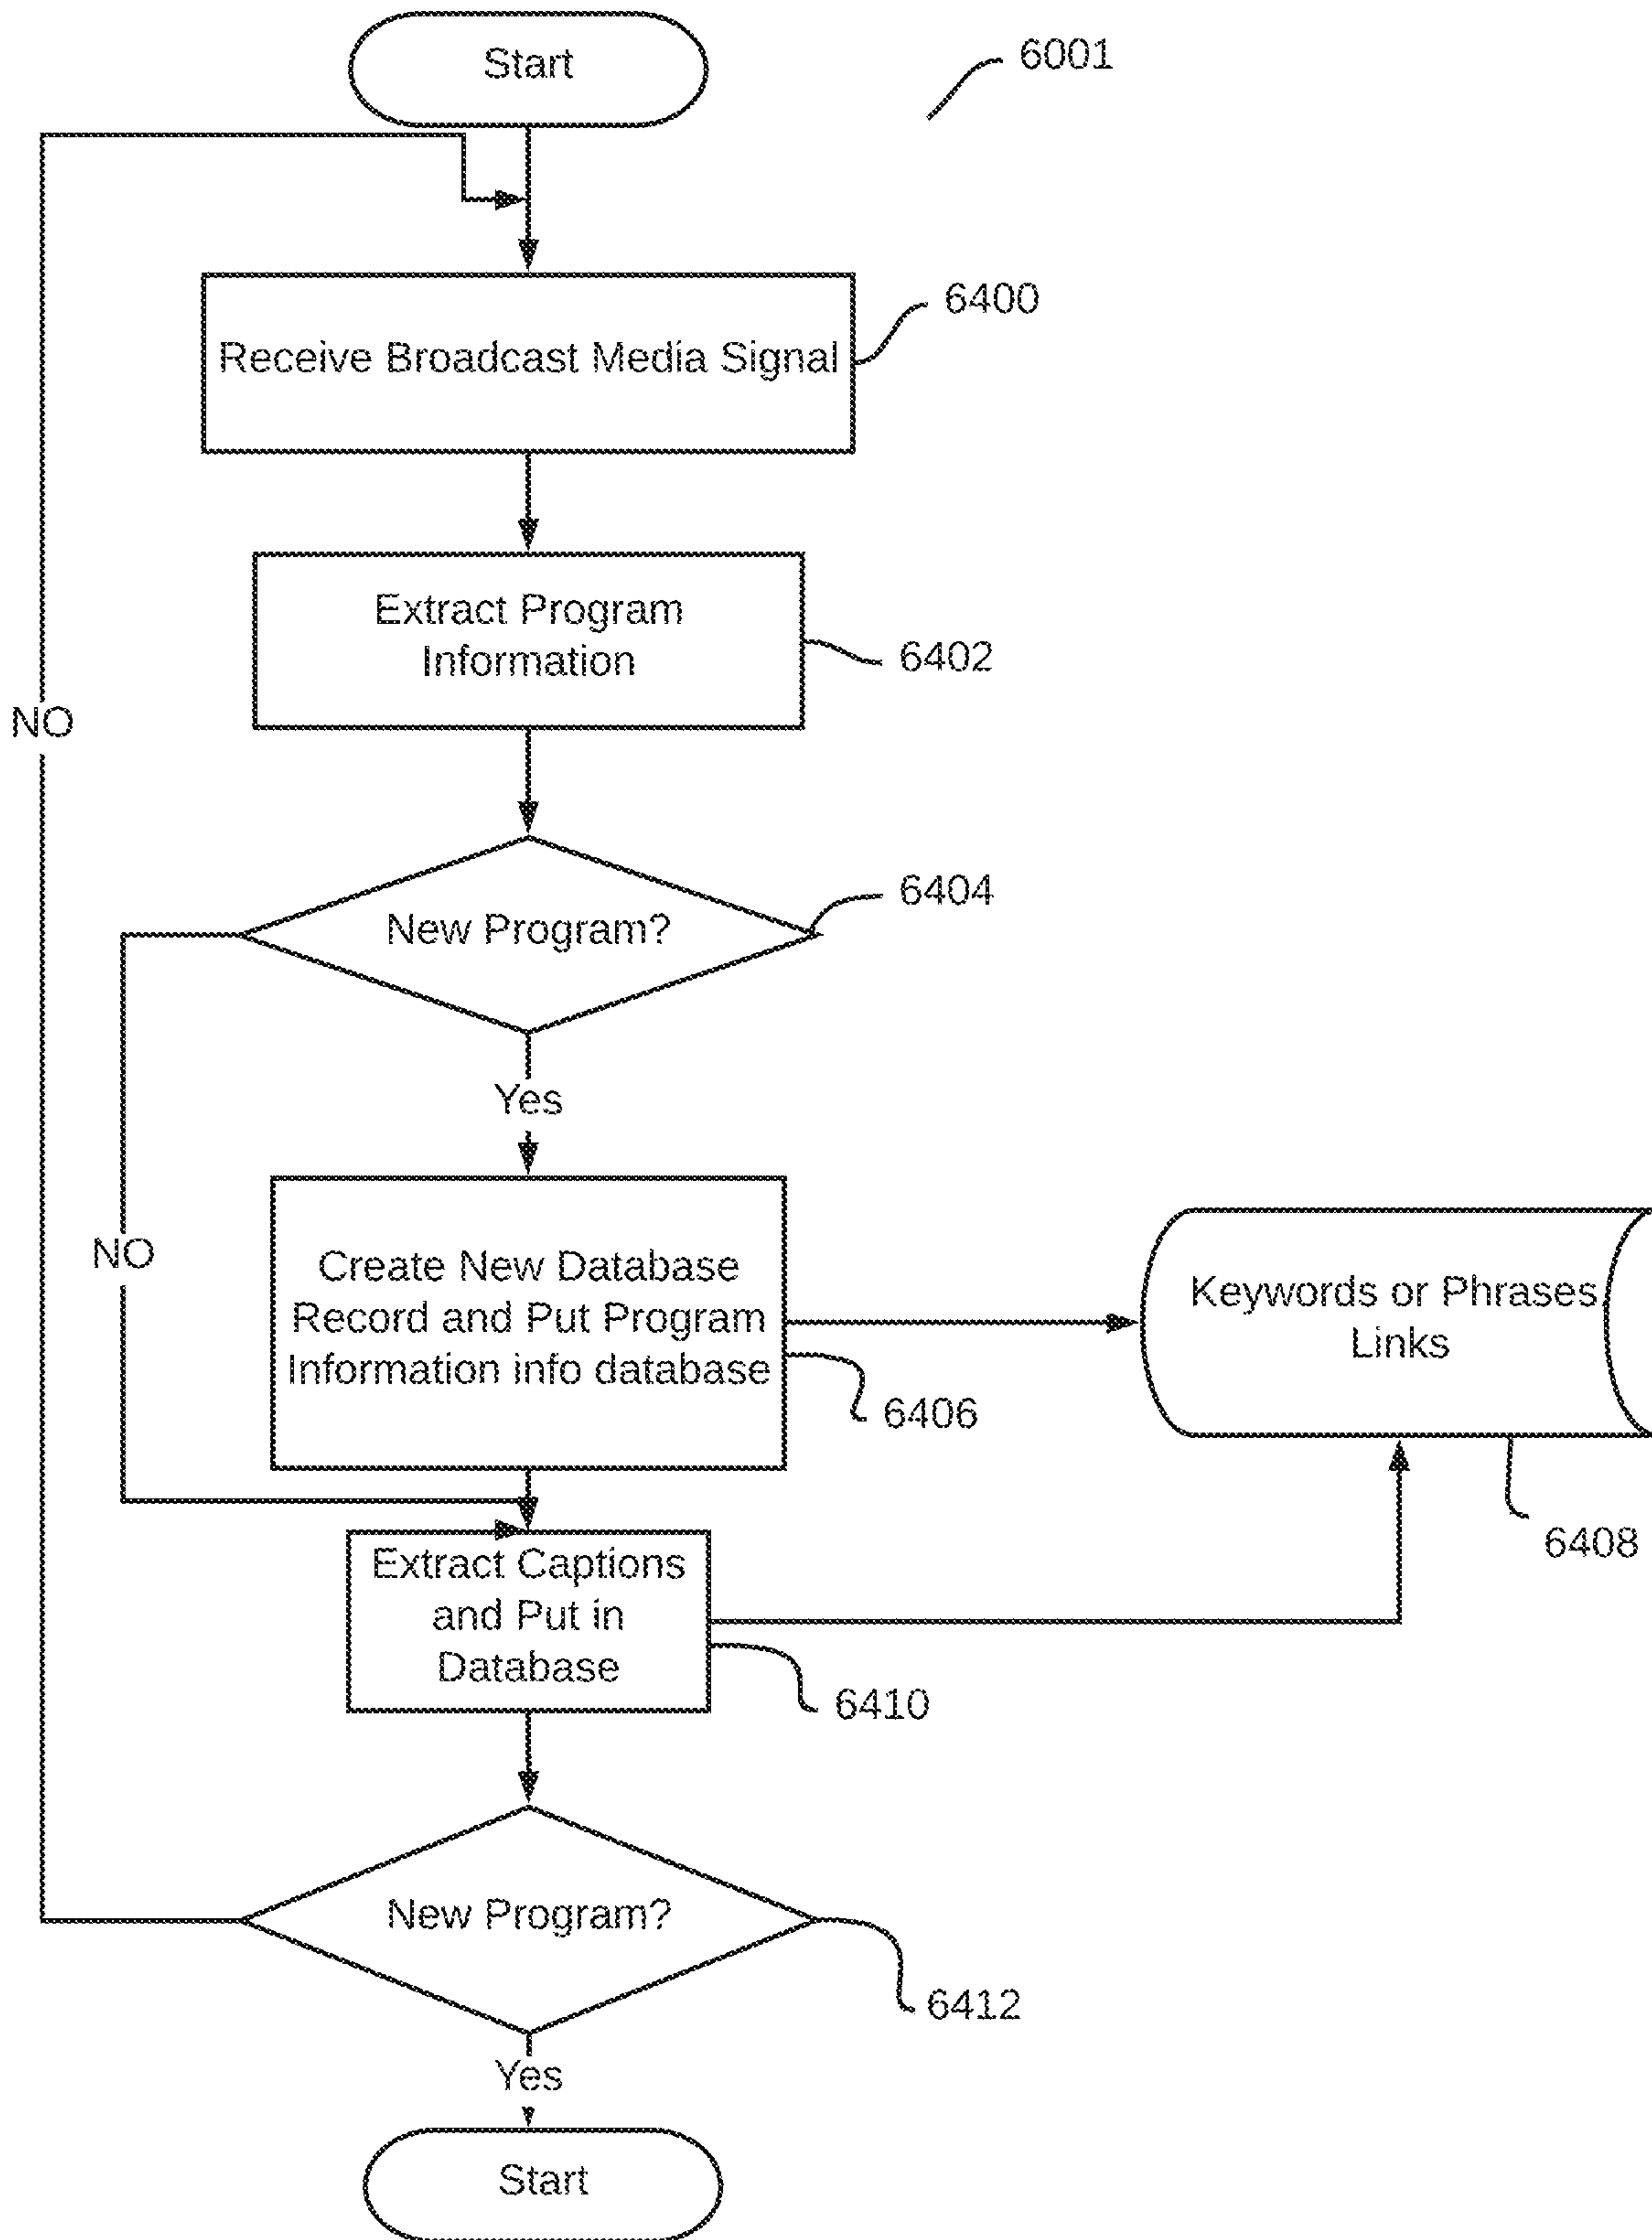 Start
6001
Receive Broadcast Media Signal
6400
Extract Program
Information
6402
NO
New Program?
6404
Yes
NO
Create New Database
Record and Put Program
Information info database
6406
Keywords or Phrases
Links
6408
Extract Captions
and Put in
Database
6410
New Program?
6412
Yes
Start